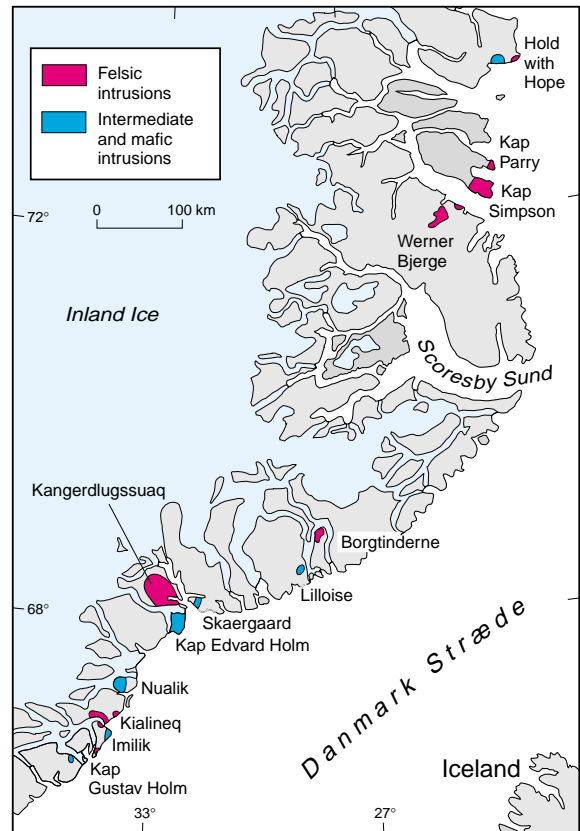 Felsic
intrusions
Intermediate
and mafic
intrusions
0
100 km
Hold
with
Hope
Kap
Parry
Kap
Simpson
72°
Werner
Bjerge
Inland Ice
Scoresby Sund
Kangerdlugssuaq
Borgtinderne
Lilloise
68°
Skaergaard
Kap Edvard Holm
Nualik
Danmark Stræde
Kialineq
Imilik
Kap
Gustav Holm
Iceland
33°
27°